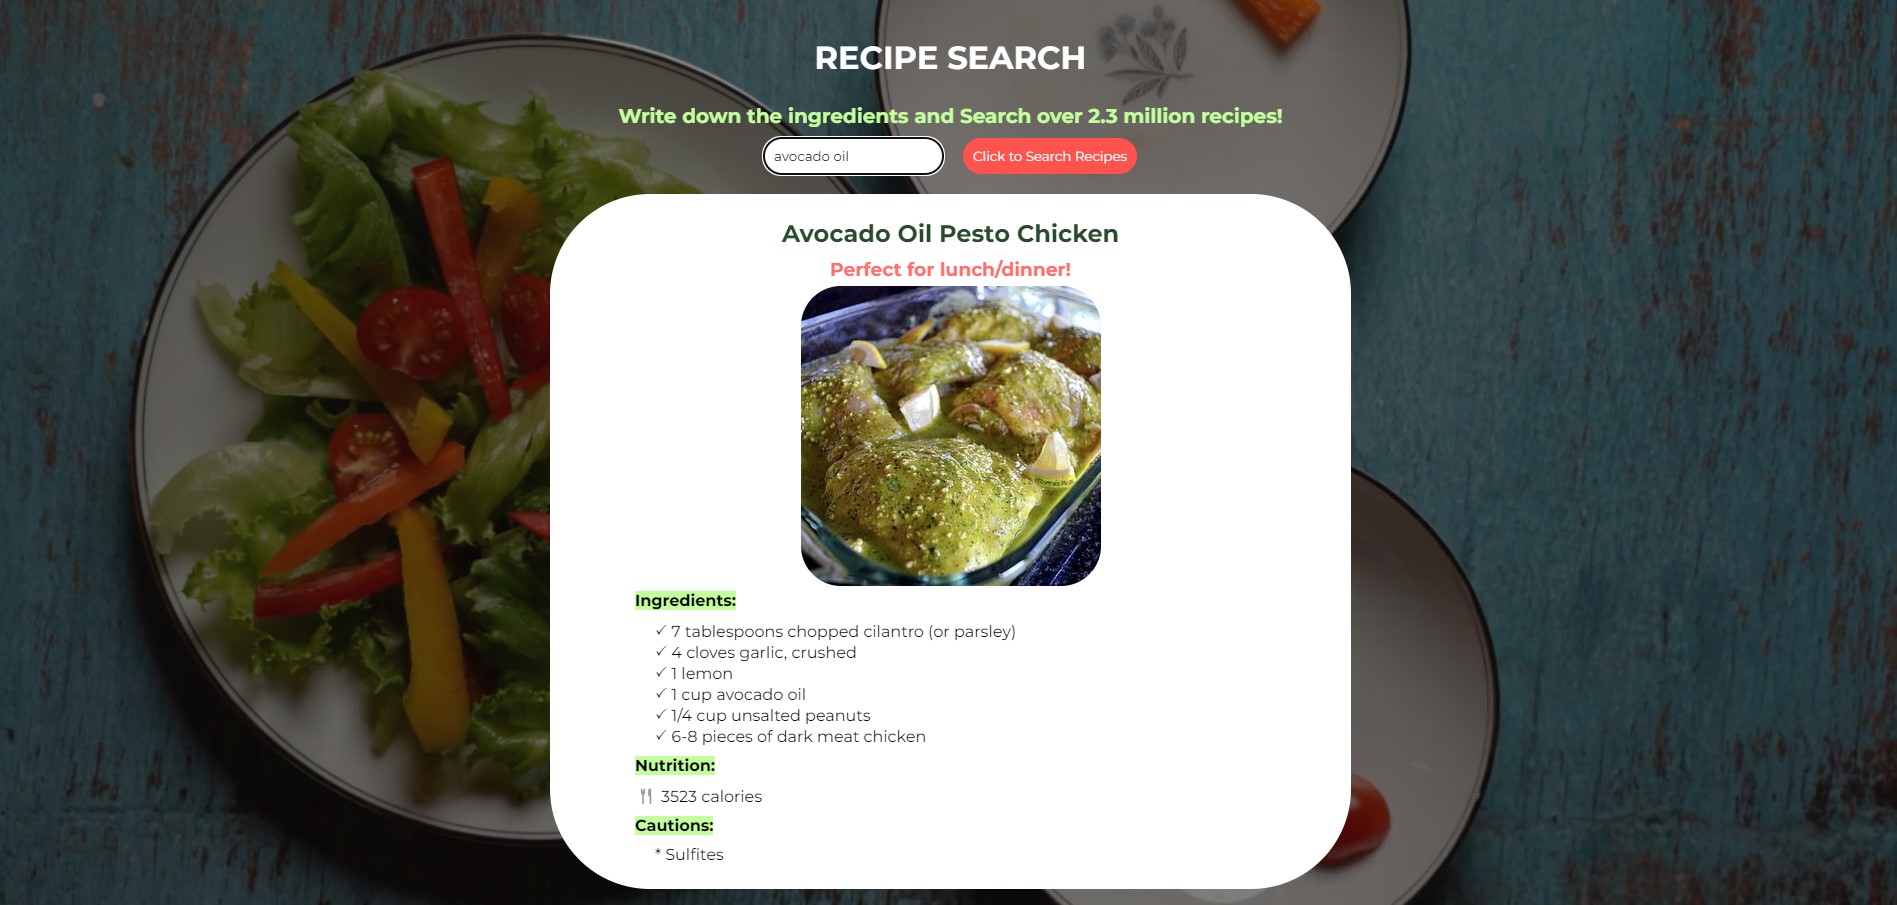 RECIPE SEARCH
Write down the ingredients and Search over 2.3 million recipes!
avocado oil
Click to Search Recipes
Avocado Oil Pesto Chicken
Perfect for lunch/dinner!
Ingredients:
✓ 7 tablespoons chopped cilantro (or parsley)
✓ 4 cloves garlic, crushed
✓ 1 lemon
✓ 1 cup avocado oil
✓ 1/4 cup unsalted peanuts
✓ 6-8 pieces of dark meat chicken
Nutrition:
🍴 3523 calories
Cautions:
* Sulfites